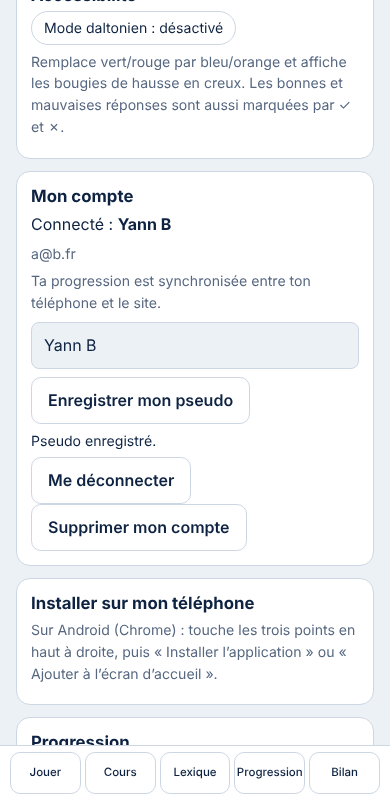 Accessibilité
Mode daltonien : désactivé
Remplace vert/rouge par bleu/orange et affiche
les bougies de hausse en creux. Les bonnes et
mauvaises réponses sont aussi marquées par ✓
et ✕.
Mon compte
Connecté : Yann B
a@b.fr
Ta progression est synchronisée entre ton
téléphone et le site.
Yann B
Enregistrer mon pseudo
Pseudo enregistré.
Me déconnecter
Supprimer mon compte
Installer sur mon téléphone
Sur Android (Chrome) : touche les trois points en
haut à droite, puis « Installer l’application » ou «
Ajouter à l’écran d’accueil ».
Progression
Jouer
Cours
Lexique
Progression
Bilan